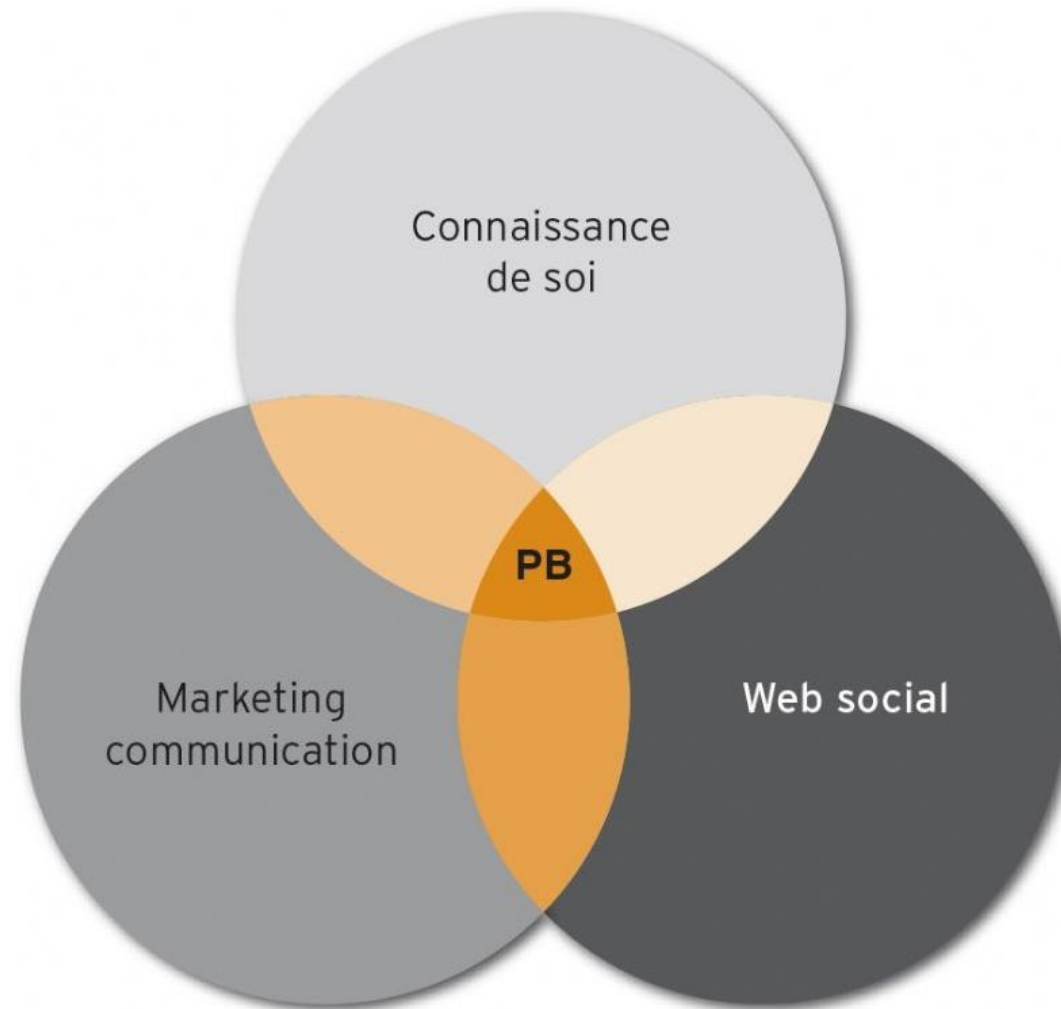 Connaissance
de soi
PB
Marketing
communication
Web social